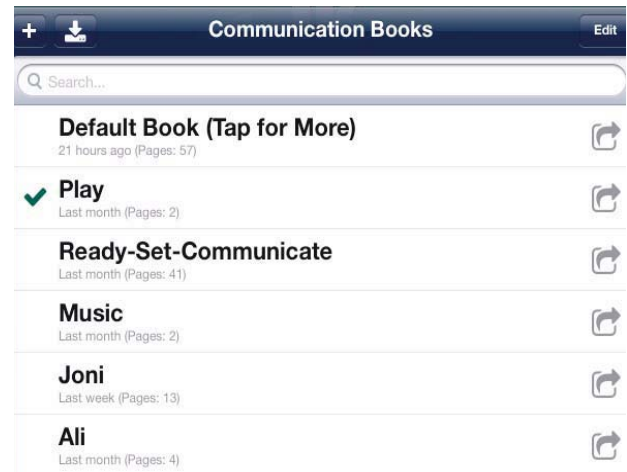 + Communication Books Edit
Search...
Default Book (Tap for More)
21 hours ago (Pages: 57)
Play
Last month (Pages: 2)
Ready-Set-Communicate
Last month (Pages: 41)
Music
Last month (Pages: 2)
Joni
Last week (Pages: 13)
Ali
Last month (Pages: 4)